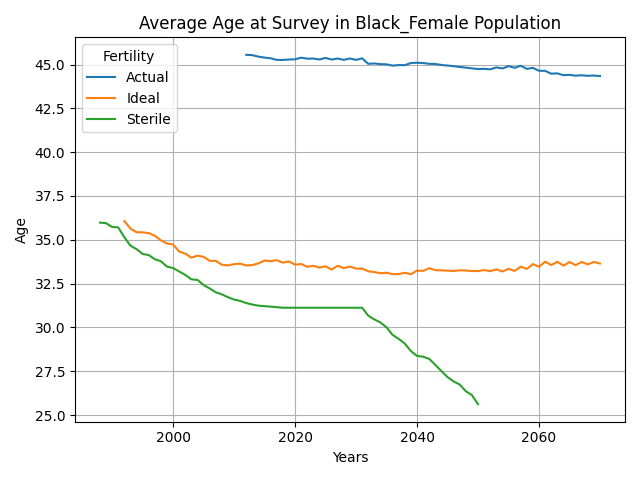 Average Age at Survey in Black_Female Population
Fertility
Actual
Ideal
Sterile
Age
45.0
42.5
40.0
37.5
35.0
32.5
30.0
27.5
25.0
2000
2020
2040
2060
Years